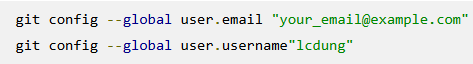 git config --global user.email "your_email@example.com"
git config --global user.username"lcdung"